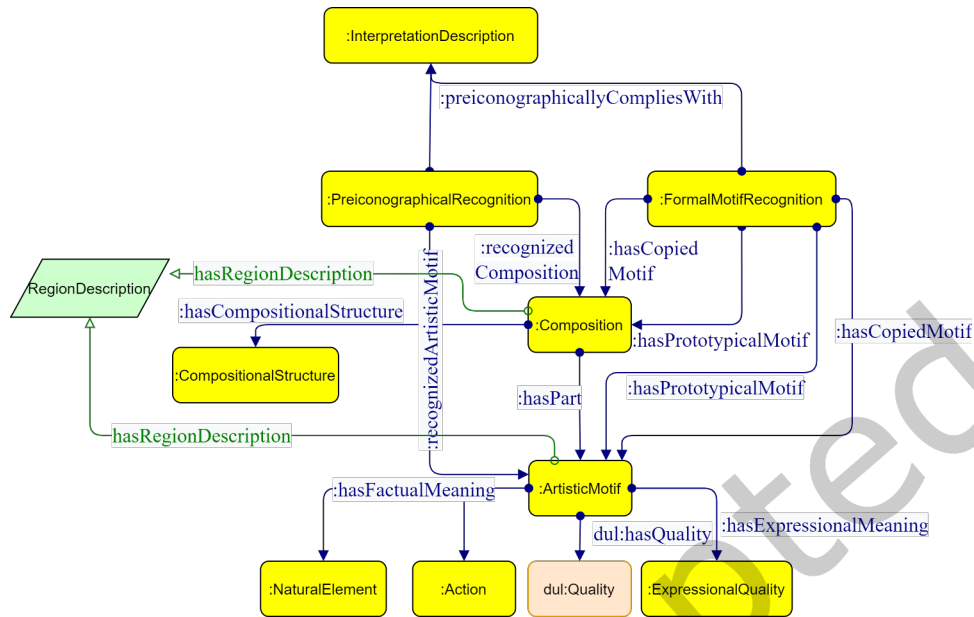 :InterpretationDescription
:preiconographicallyCompliesWith
:PreiconographicalRecognition
:FormalMotifRecognition
:recognized
Composition
:hasCopied
Motif
:recognizedArtisticMotif
hasRegionDescription
RegionDescription
:hasCompositionalStructure
:Composition
:hasPrototypicalMotif
:hasCopiedMotif
:CompositionalStructure
:hasPart
:hasPrototypicalMotif
hasRegionDescription
:ArtisticMotif
:hasFactualMeaning
dul:hasQuality
:hasExpressionalMeaning
:NaturalElement
:Action
dul:Quality
:ExpressionalQuality
pted